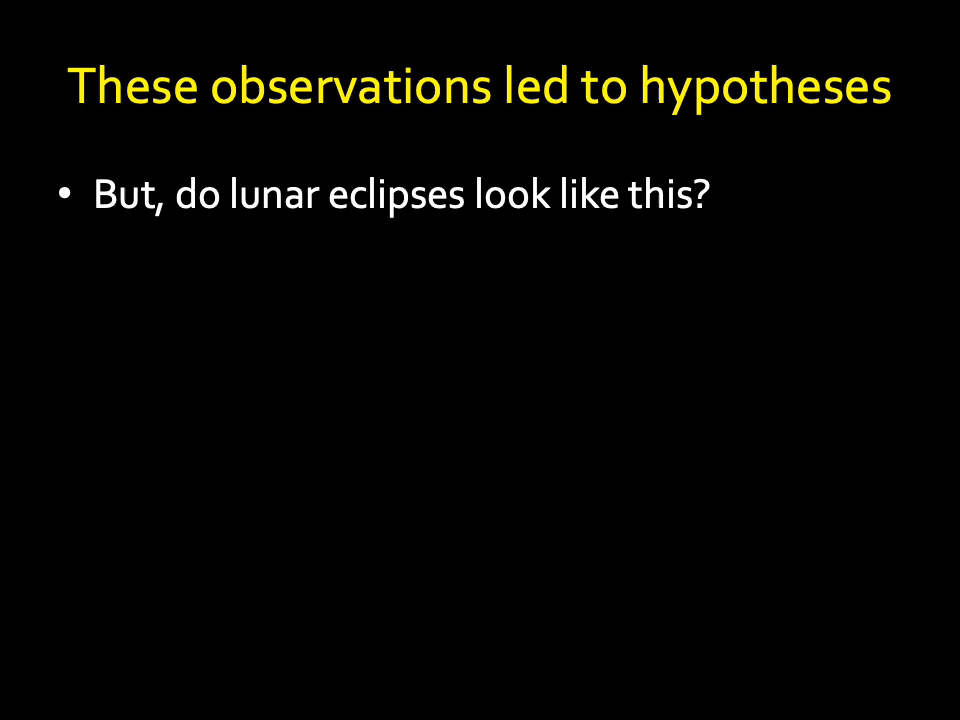 These observations led to hypotheses
• But, do lunar eclipses look like this?